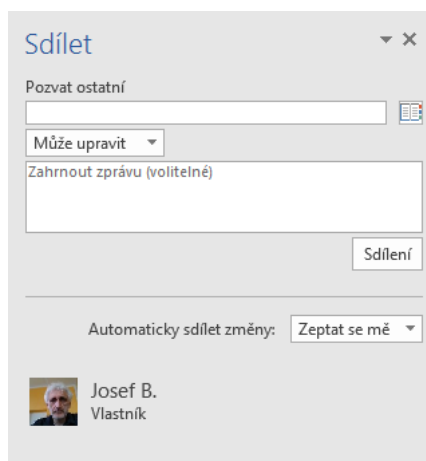 Sdílet
Pozvat ostatní
Může upravit
Zahrnout zprávu (volitelné)
Sdílení
Automaticky sdílet změny: Zeptat se mě
Josef B.
Vlastník